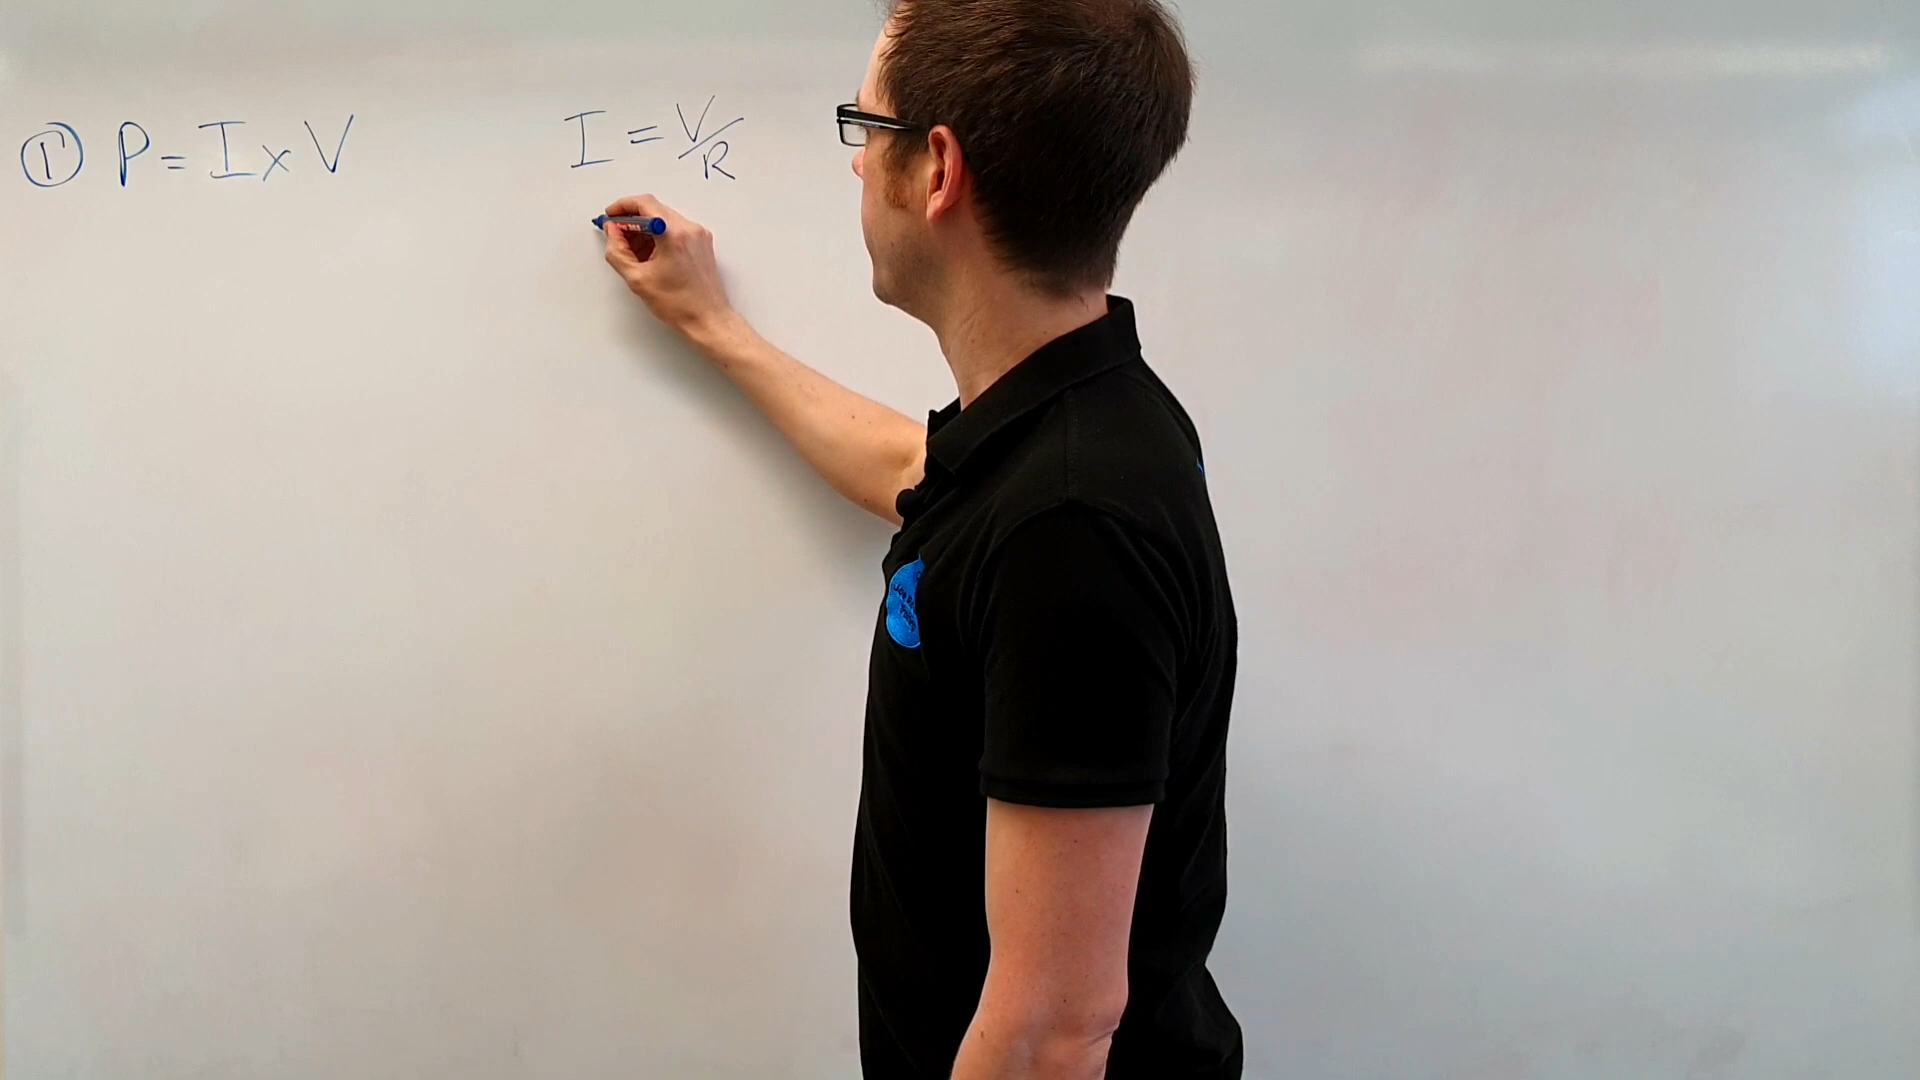 ① P = I x V
I = V/R